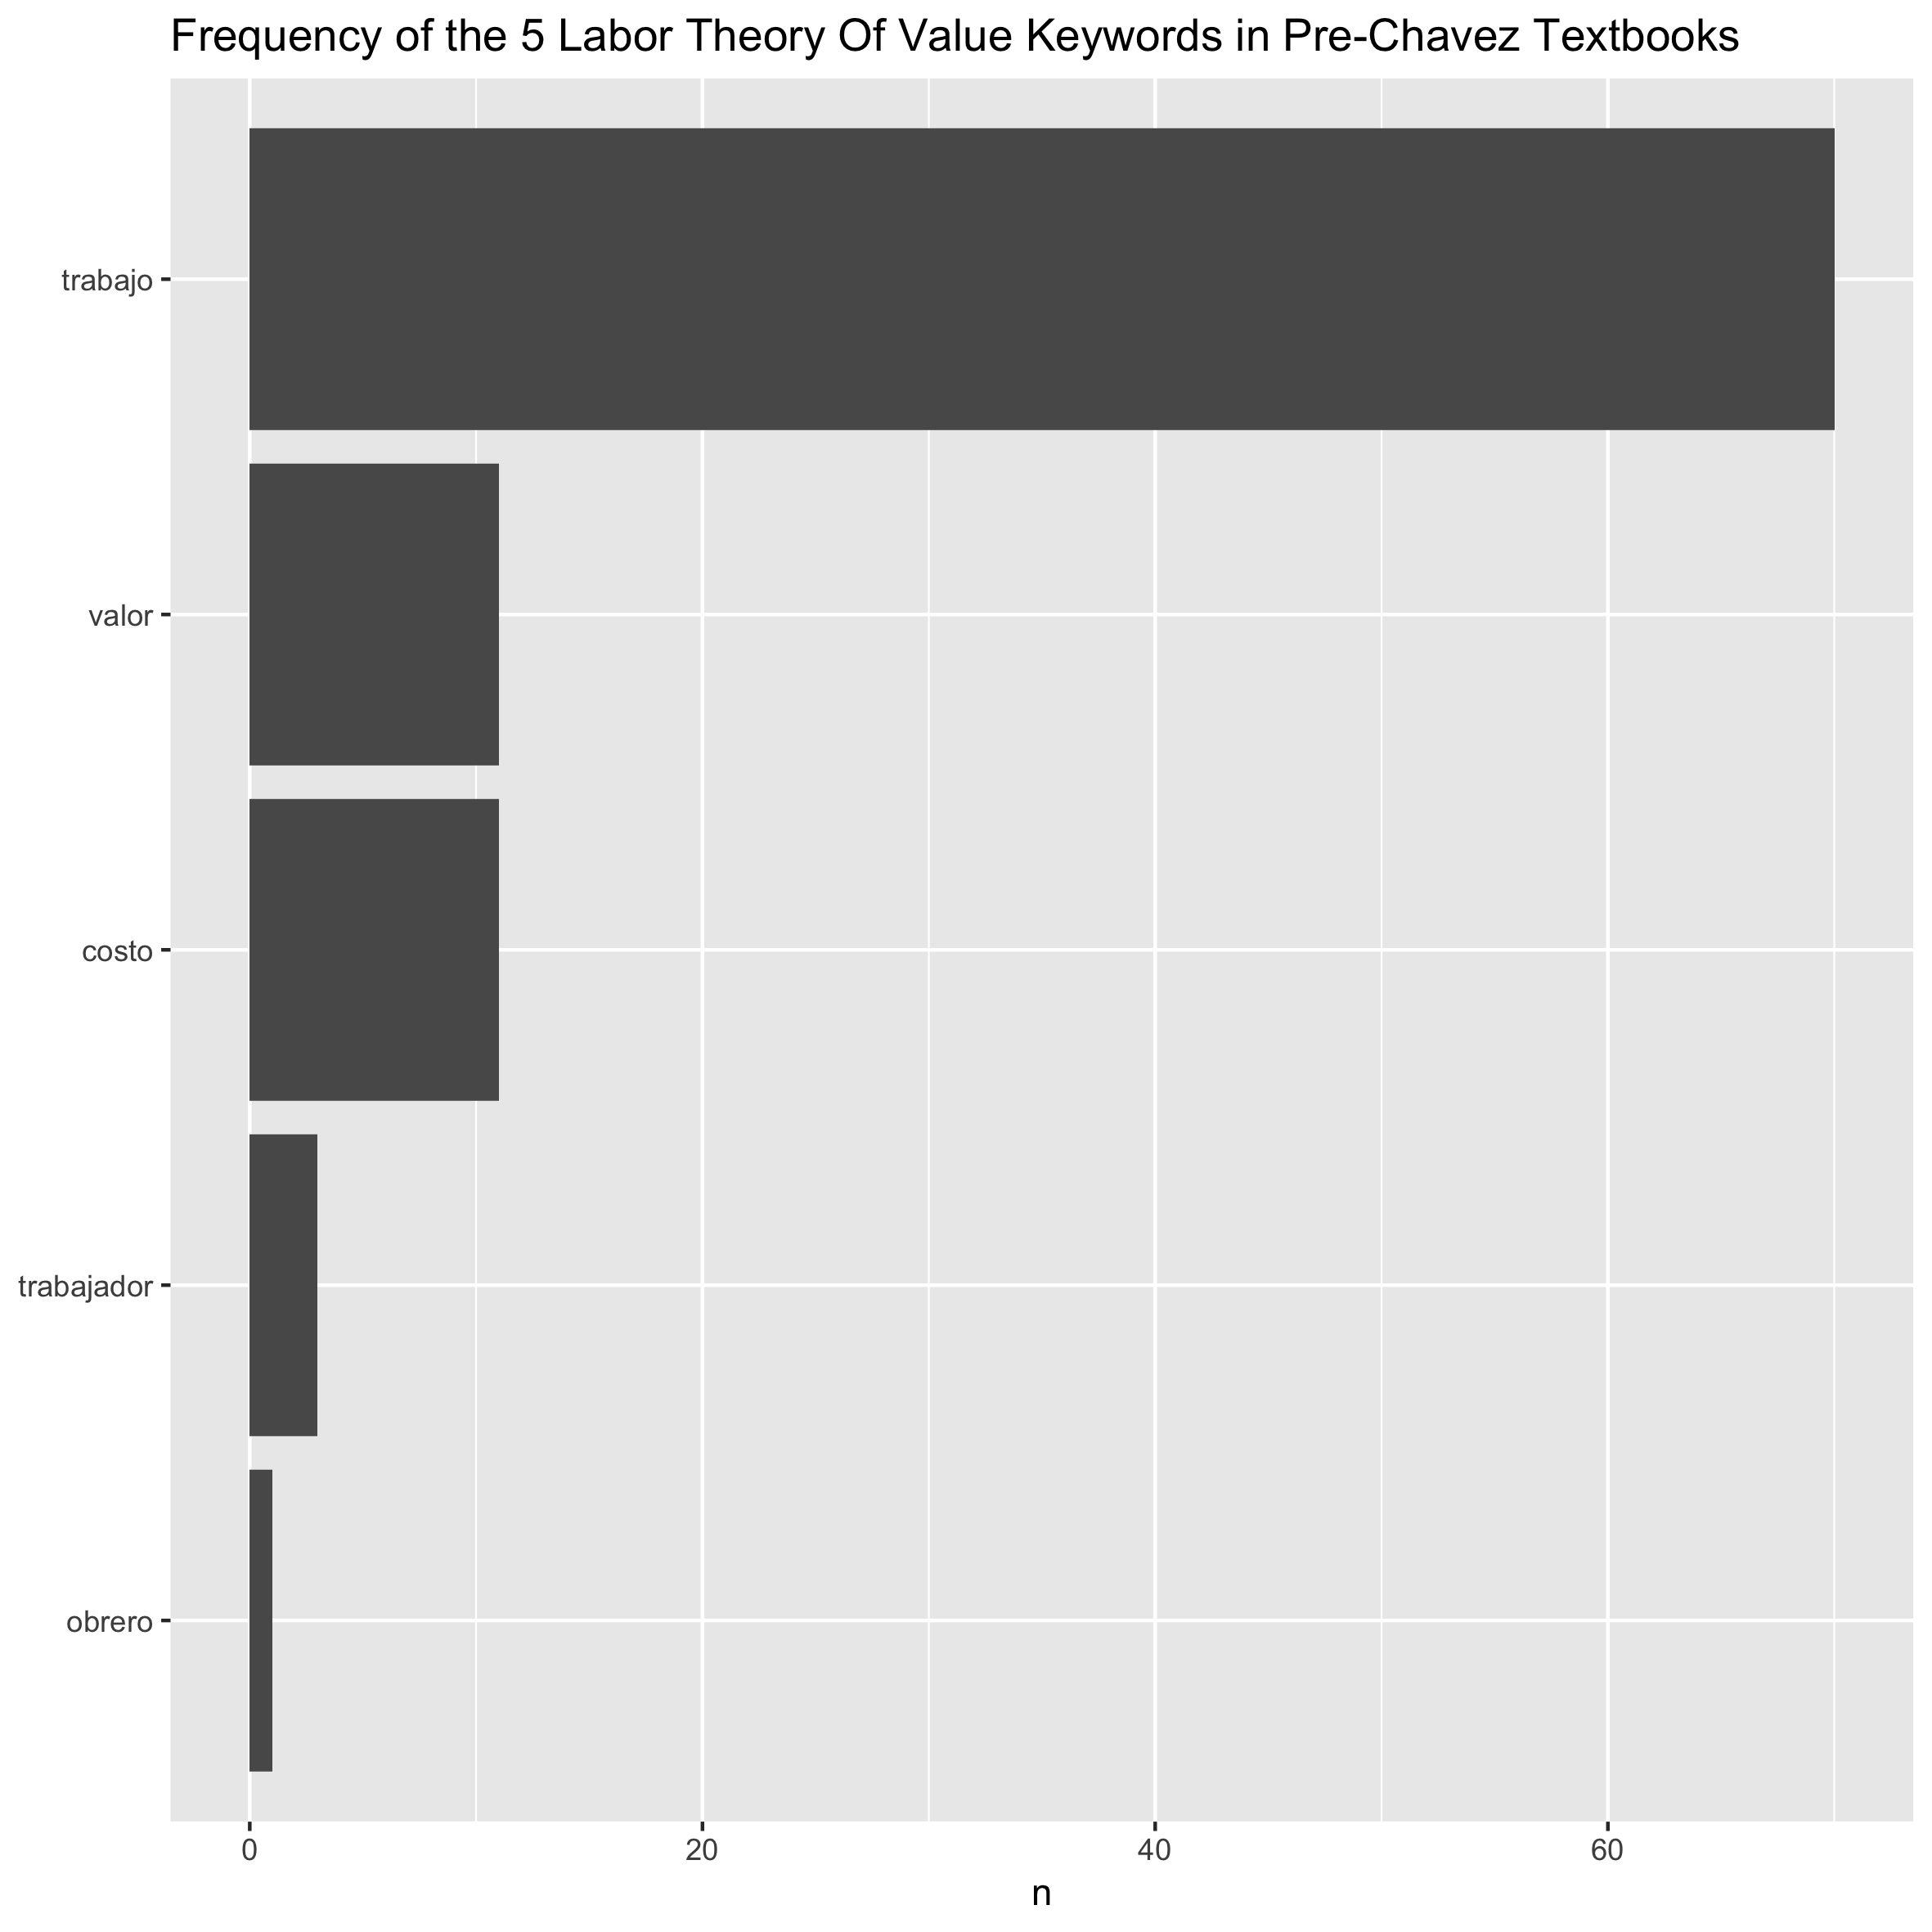 Frequency of the 5 Labor Theory Of Value Keywords in Pre-Chavez Textbooks
trabajo
valor
costo
trabajador
obrero
0 20 40 60
n